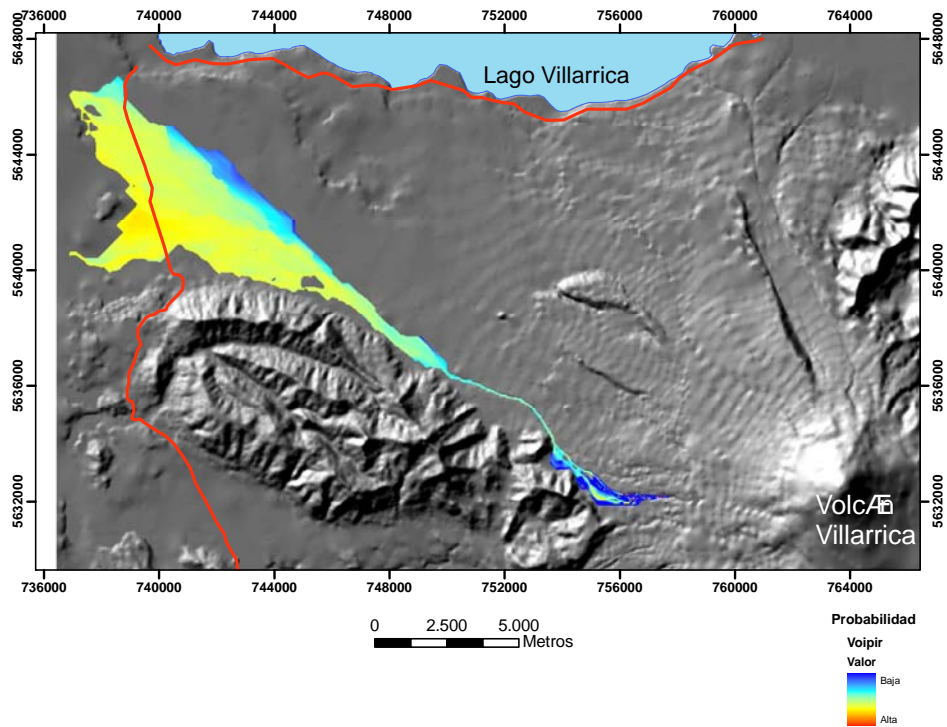 736000 740000 744000 748000 752000 756000 760000 764000
5648000 5648000
Lago Villarrica
5644000 5644000
5640000 5640000
5636000 5636000
5632000 5632000
VolcÆn
Villarrica
736000 740000 744000 748000 752000 756000 760000 764000
0 2.500 5.000
Metros
Probabilidad
Voipir
Valor
Baja
Alta